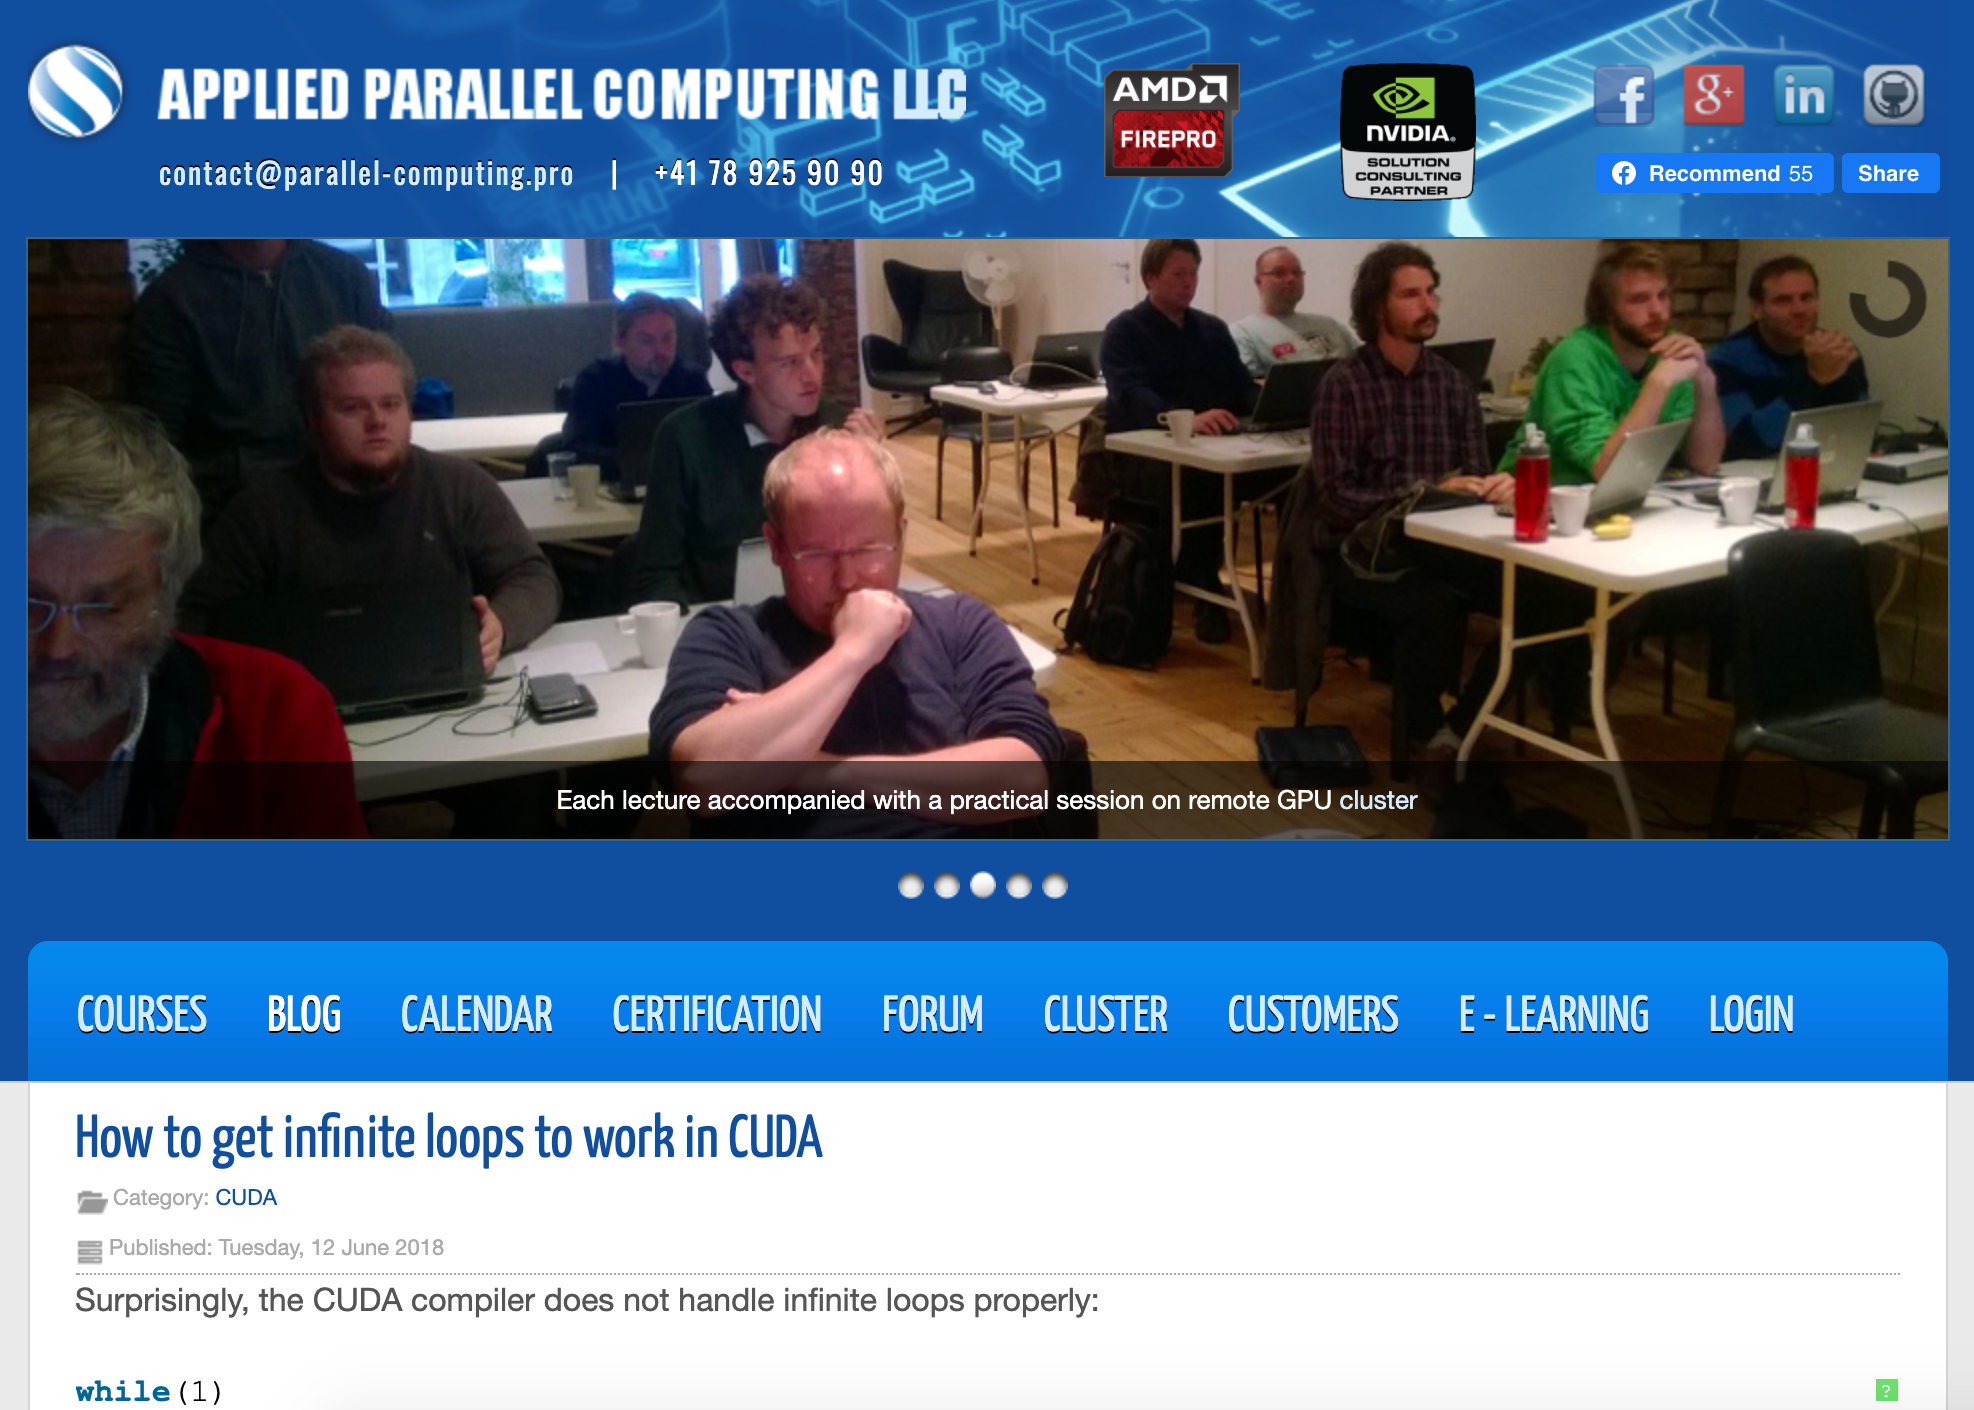 APPLIED PARALLEL COMPUTING LLC
contact@parallel-computing.pro | +41 78 925 90 90
AMD
FIREPRO
NVIDIA.
SOLUTION
CONSULTING
PARTNER
f
g+
in
Recommend 55
Share
Each lecture accompanied with a practical session on remote GPU cluster
COURSES BLOG CALENDAR CERTIFICATION FORUM CLUSTER CUSTOMERS E - LEARNING LOGIN
How to get infinite loops to work in CUDA
Category: CUDA
Published: Tuesday, 12 June 2018
Surprisingly, the CUDA compiler does not handle infinite loops properly:
while(1)
?